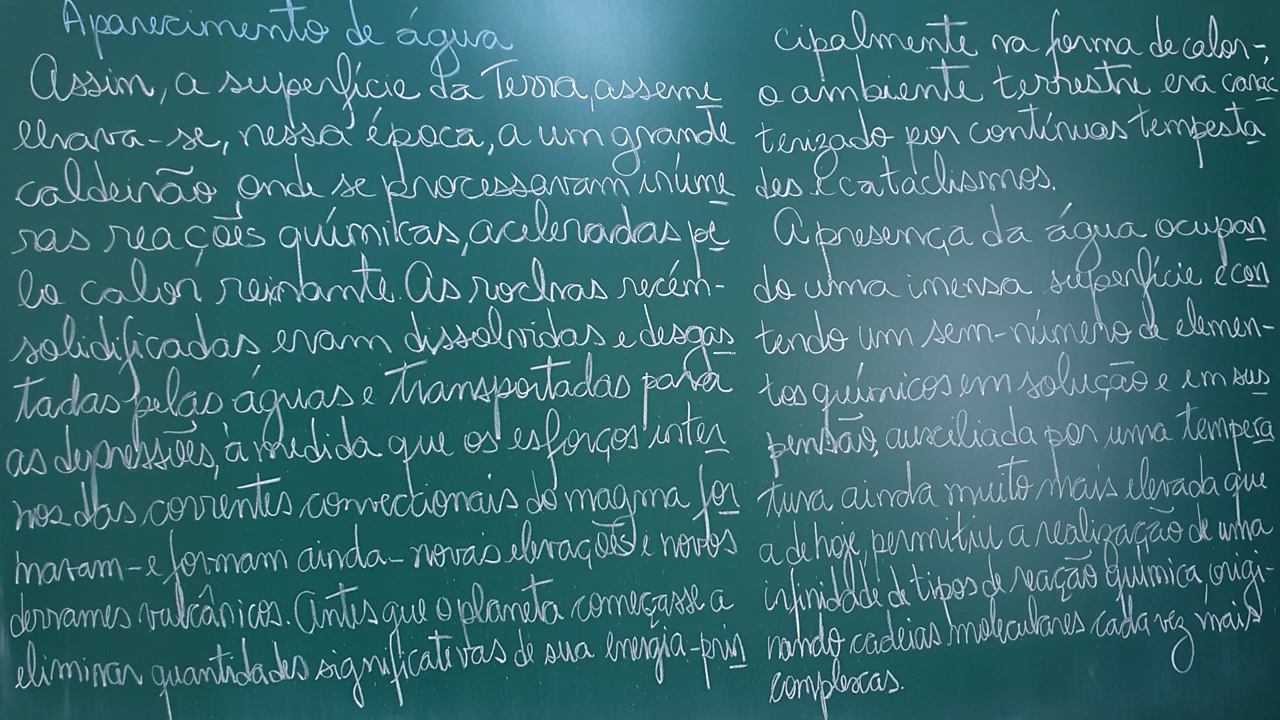 Aparecimento de água
Assim, a superfície da Terra, asseme
lhava-se, nessa época, a um grande
caldeirão, onde se processavam inúme
ras reações químicas, aceleradas pe
lo calor reinante. As rochas recém-
solidificadas eram dissolvidas e desgas
tadas pelas águas e transportadas para
as depressões, à medida que os esforços inter
nos das correntes conveccionais do magma for
maram-e formam ainda-novas elevações e novos
derrames vulcânicos. Antes que o planeta começasse a
eliminar quantidades significativas de sua energia-prin
cipalmente na forma de calor-,
o ambiente terrestre era carac
terizado por contínuas tempesta
des e cataclismos.
A presença da água ocupan
do uma imensa superfície e con
tendo um sem-número de elemen-
tos químicos em solução e em sus
pensão, auxiliada por uma tempera
tura ainda muito mais elevada que
a de hoje, permitiu a realização de uma
infinidade de tipos de reação química, origi-
nando cadeias moleculares cada vez mais
complexas.